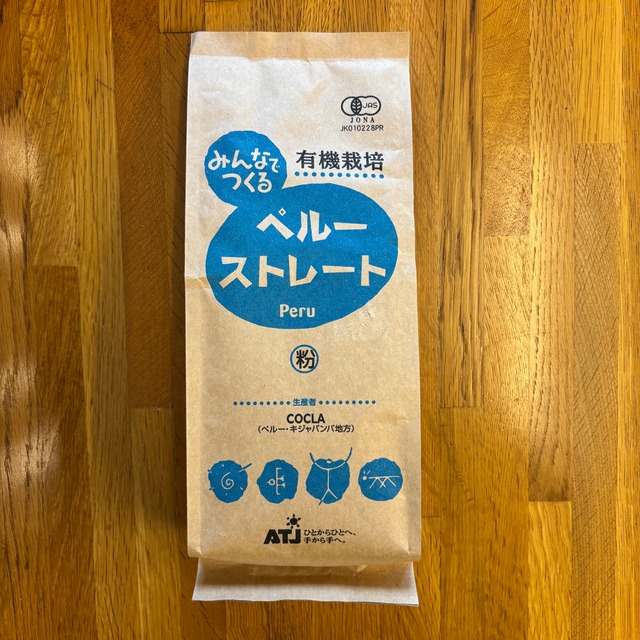 JAS
JONA
JK010228PR
みんなで
つくる
有機栽培
ペルー
ストレート
Peru
粉
生産者
COCLA
(ペルー・キジャバンバ地方)
ATJ
ひとからひとへ、
手から手へ。